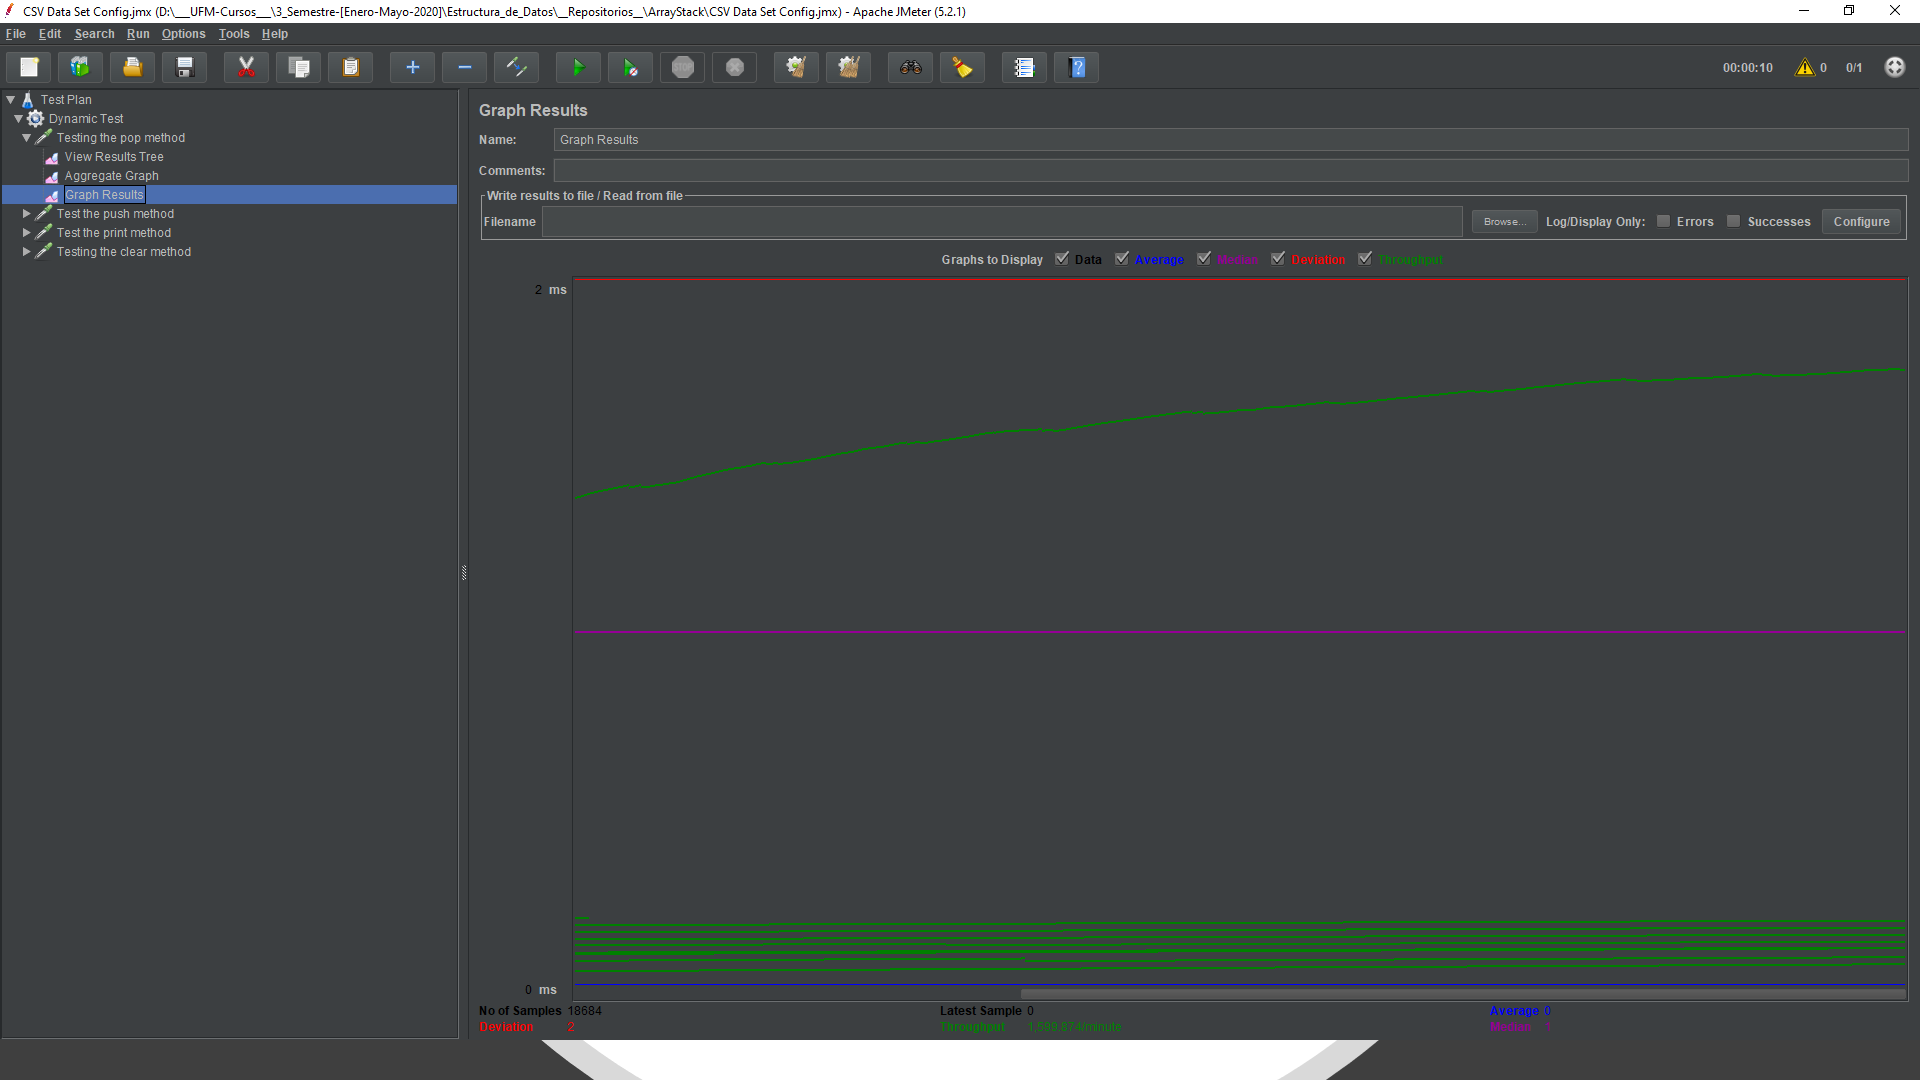 CSV Data Set Config.jmx (D:\___UFM-Cursos___\3_Semestre-[Enero-Mayo-2020]\Estructura_de_Datos\__Repositorios__\ArrayStack\CSV Data Set Config.jmx) - Apache JMeter (5.2.1)
File Edit Search Run Options Tools Help
STOP 00:00:10 0 0/1
Test Plan
Dynamic Test
Testing the pop method
View Results Tree
Aggregate Graph
Graph Results
Test the push method
Test the print method
Testing the clear method
Graph Results
Name: Graph Results
Comments:
Write results to file / Read from file
Filename Browse... Log/Display Only: Errors Successes Configure
Graphs to Display Data Average Median Deviation Throughput
2 ms
0 ms
No of Samples 18684 Latest Sample 0 Average 0
Deviation 2 Throughput 1,599.874/minute Median 1